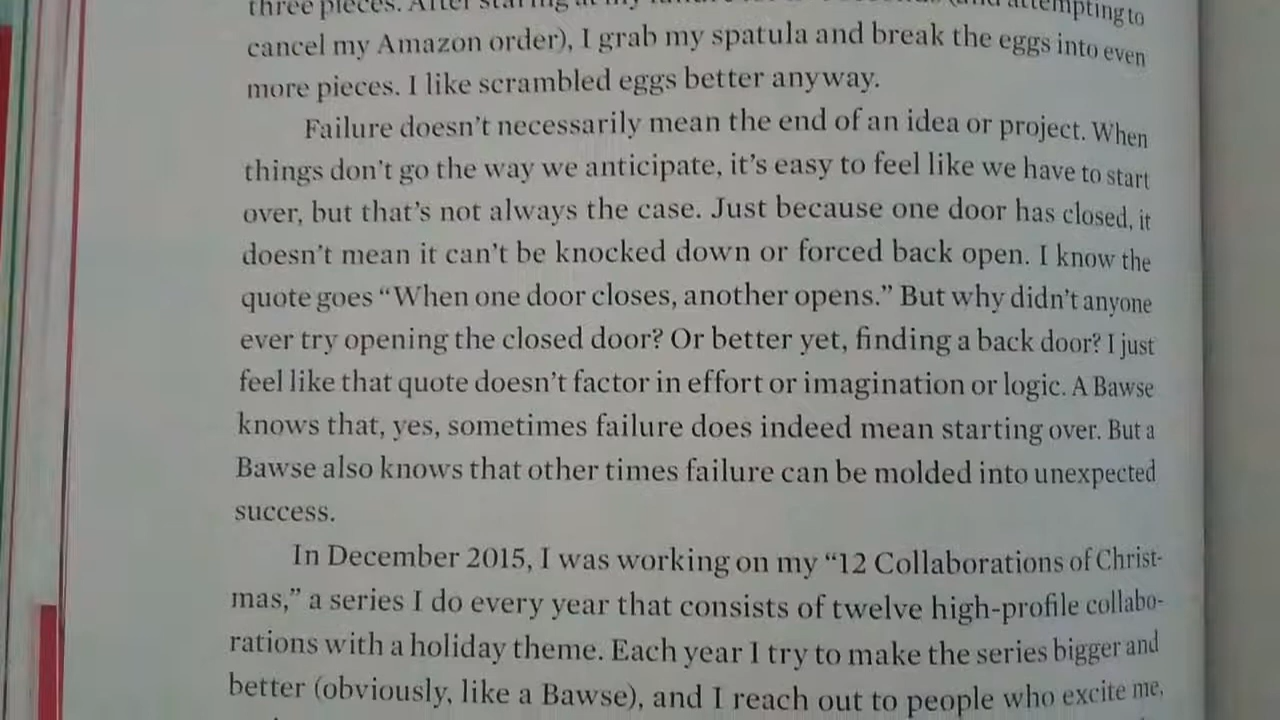 three pieces. After staring at my
attempting to
cancel my Amazon order), I grab my spatula and break the eggs into even
more pieces. I like scrambled eggs better anyway.
Failure doesn't necessarily mean the end of an idea or project. When
things don't go the way we anticipate, it's easy to feel like we have to start
over, but that's not always the case. Just because one door has closed, it
doesn't mean it can't be knocked down or forced back open. I know the
quote goes “When one door closes, another opens.” But why didn't anyone
ever try opening the closed door? Or better yet, finding a back door? I just
feel like that quote doesn't factor in effort or imagination or logic. A Bawse
knows that, yes, sometimes failure does indeed mean starting over. But a
Bawse also knows that other times failure can be molded into unexpected
success.
In December 2015, I was working on my “12 Collaborations of Christ-
mas,” a series I do every year that consists of twelve high-profile collabo-
rations with a holiday theme. Each year I try to make the series bigger and
better (obviously, like a Bawse), and I reach out to people who excite me,